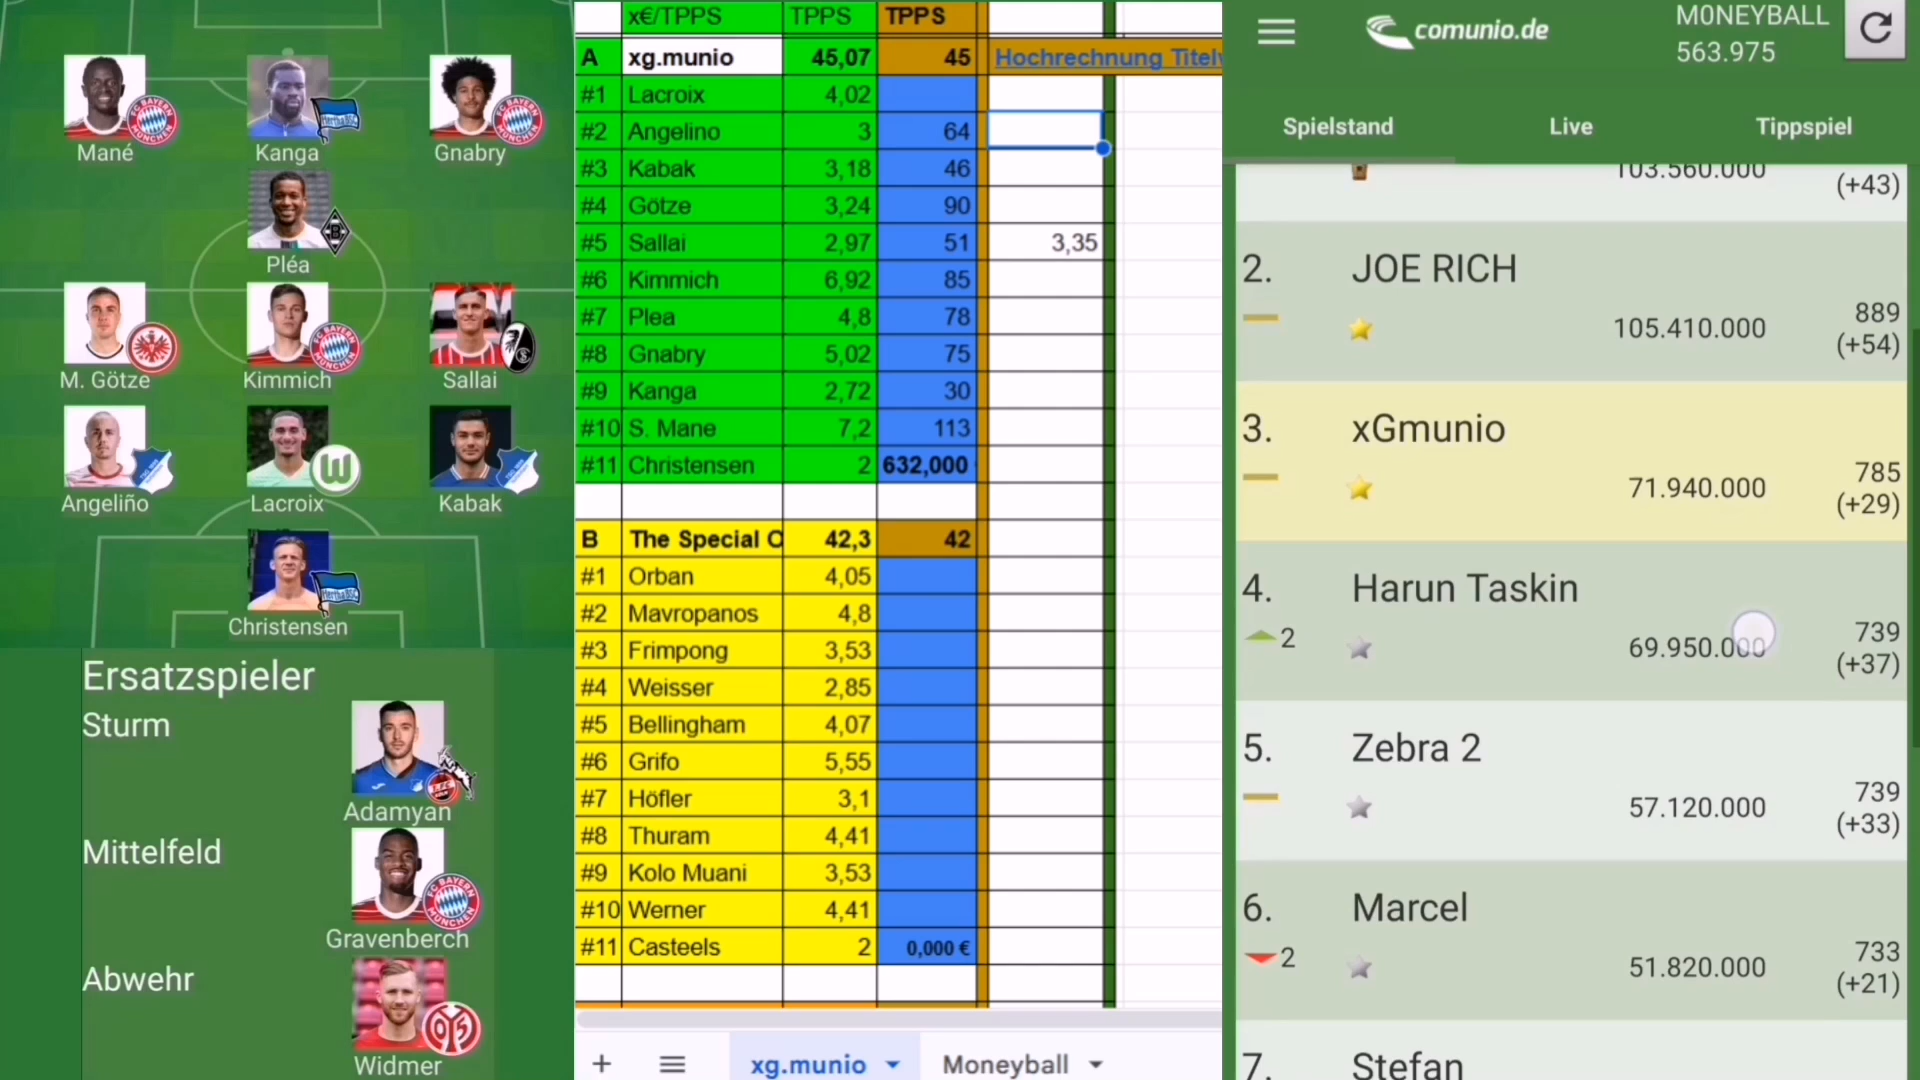 Mané
Kanga
Gnabry
Pléa
M. Götze
Kimmich
Sallai
Angeliño
Lacroix
Kabak
Christensen
Ersatzspieler
Sturm
Adamyan
Mittelfeld
Gravenberch
Abwehr
Widmer
x€/TPPS TPPS TPPS
A xg.munio 45,07 45 Hochrechnung
#1 Lacroix 4,02
#2 Angelino 3 64
#3 Kabak 3,18 46
#4 Götze 3,24 90
#5 Sallai 2,97 51 3,35
#6 Kimmich 6,92 85
#7 Plea 4,8 78
#8 Gnabry 5,02 75
#9 Kanga 2,72 30
#10 S. Mane 7,2 113
#11 Christensen 2 632,000
B The Special 42,3 42
#1 Orban 4,05
#2 Mavropanos 4,8
#3 Frimpong 3,53
#4 Weisser 2,85
#5 Bellingham 4,07
#6 Grifo 5,55
#7 Höfler 3,1
#8 Thuram 4,41
#9 Kolo Muani 3,53
#10 Werner 4,41
#11 Casteels 2 0,000 €
+ xg.munio Moneyball
comunio.de
M0NEYBALL
563.975
Spielstand Live Tippspiel
103.560.000
(+43)
2. JOE RICH
105.410.000
889
(+54)
3. xGmunio
71.940.000
785
(+29)
4. Harun Taskin
2
69.950.000
739
(+37)
5. Zebra 2
57.120.000
739
(+33)
6. Marcel
2
51.820.000
733
(+21)
7. Stefan